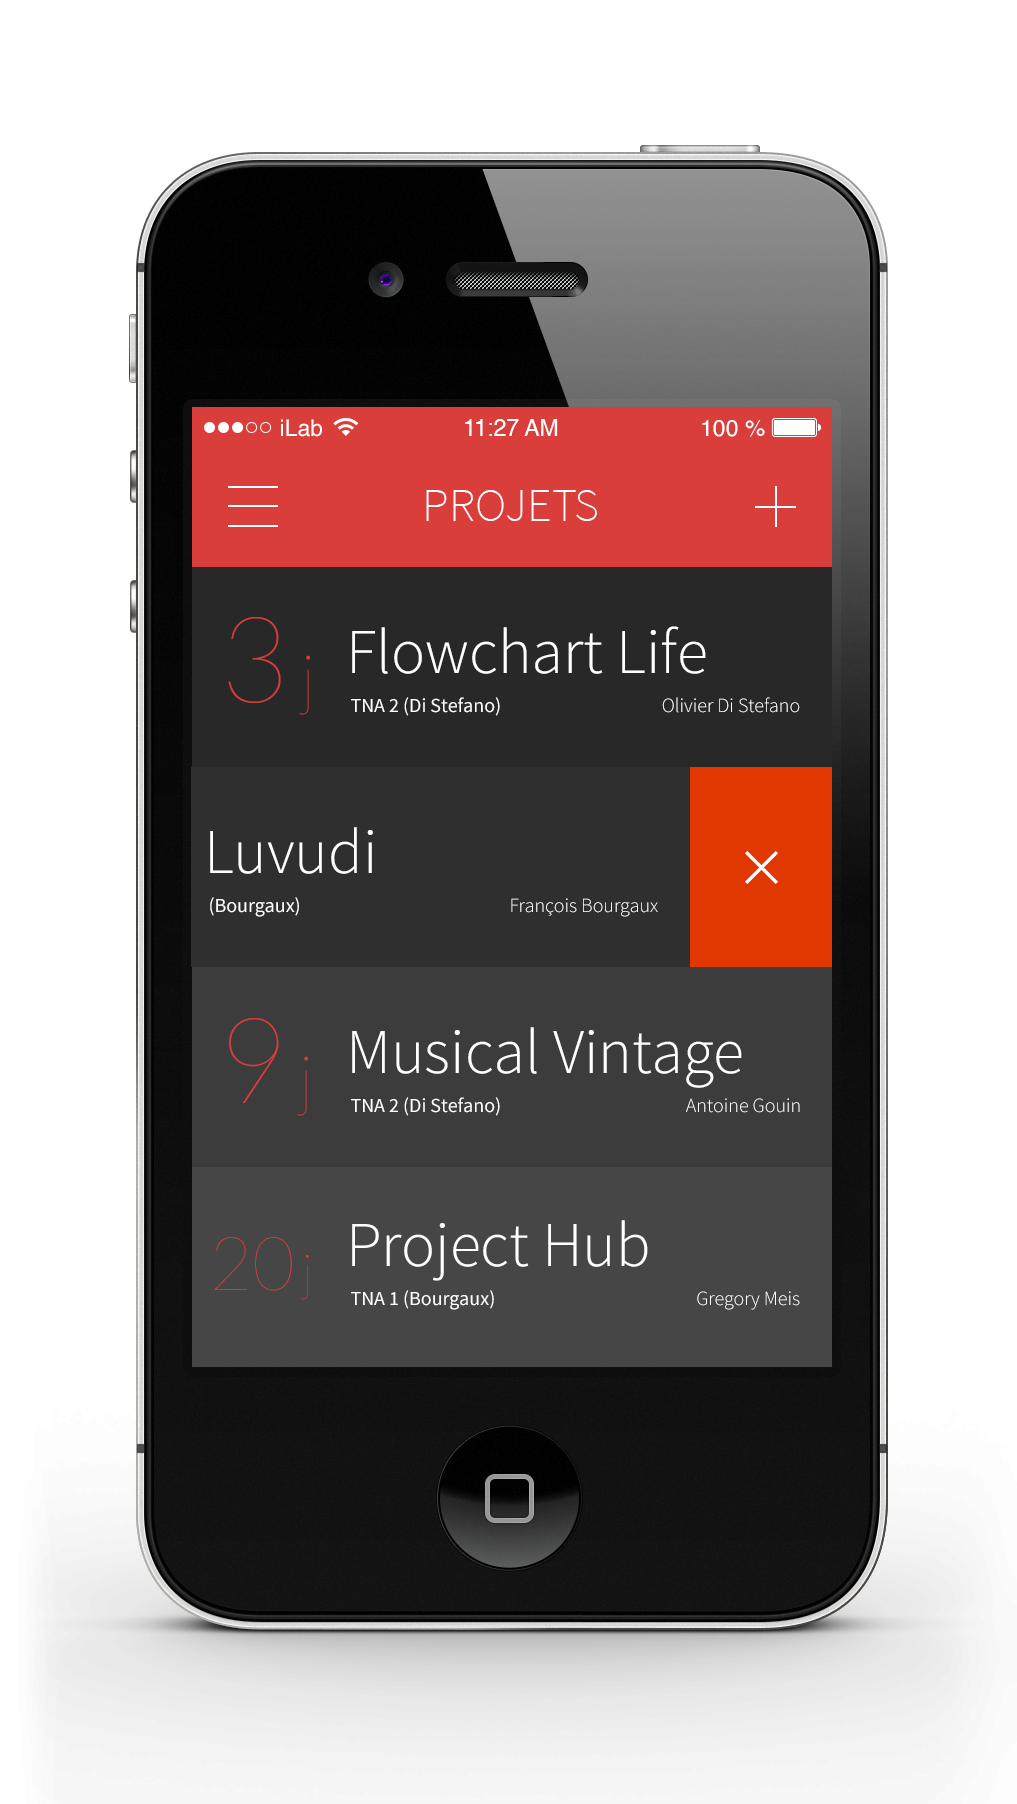 iLab 11:27 AM 100 %
PROJETS
3 j Flowchart Life
TNA 2 (Di Stefano) Olivier Di Stefano
Luvudi
(Bourgaux) François Bourgaux
9 j Musical Vintage
TNA 2 (Di Stefano) Antoine Gouin
20 j Project Hub
TNA 1 (Bourgaux) Gregory Meis